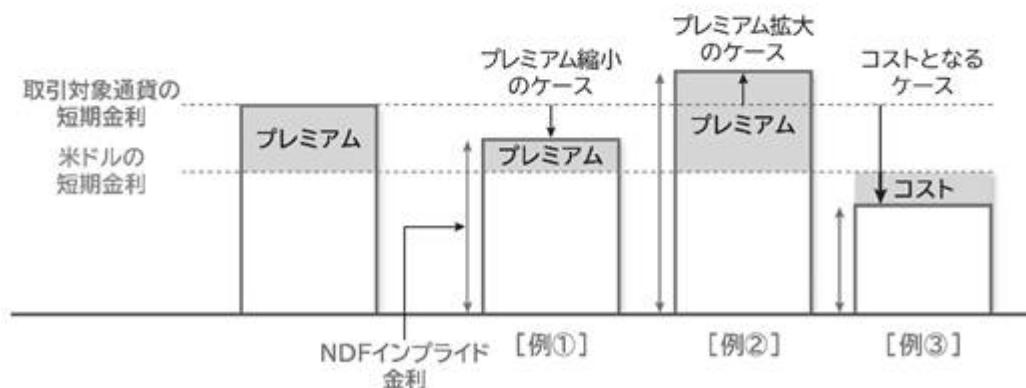 取引対象通貨の
短期金利
米ドルの
短期金利
プレミアム
プレミアム縮小
のケース
プレミアム
プレミアム拡大
のケース
プレミアム
コストとなる
ケース
コスト
NDFインプライド
金利
［例①］
［例②］
［例③］